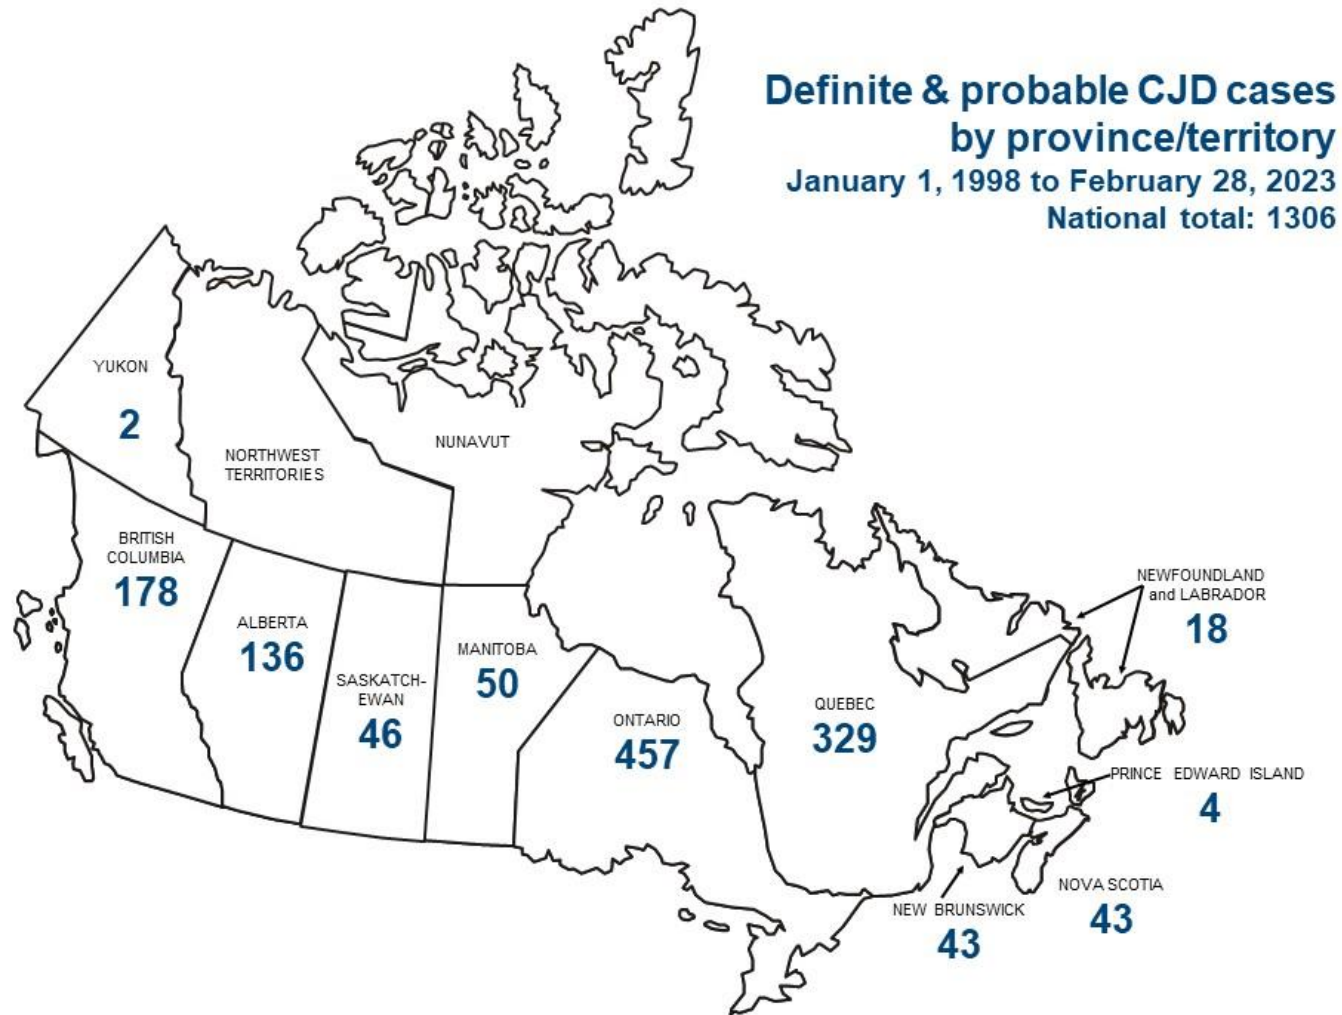 Definite & probable CJD cases
by province/territory
January 1, 1998 to February 28, 2023
National total: 1306
YUKON
2
NORTHWEST
TERRITORIES
NUNAVUT
BRITISH
COLUMBIA
178
ALBERTA
136
SASKATCH-
EWAN
46
MANITOBA
50
ONTARIO
457
QUEBEC
329
NEWFOUNDLAND
and LABRADOR
18
PRINCE EDWARD ISLAND
4
NOVA SCOTIA
43
NEW BRUNSWICK
43